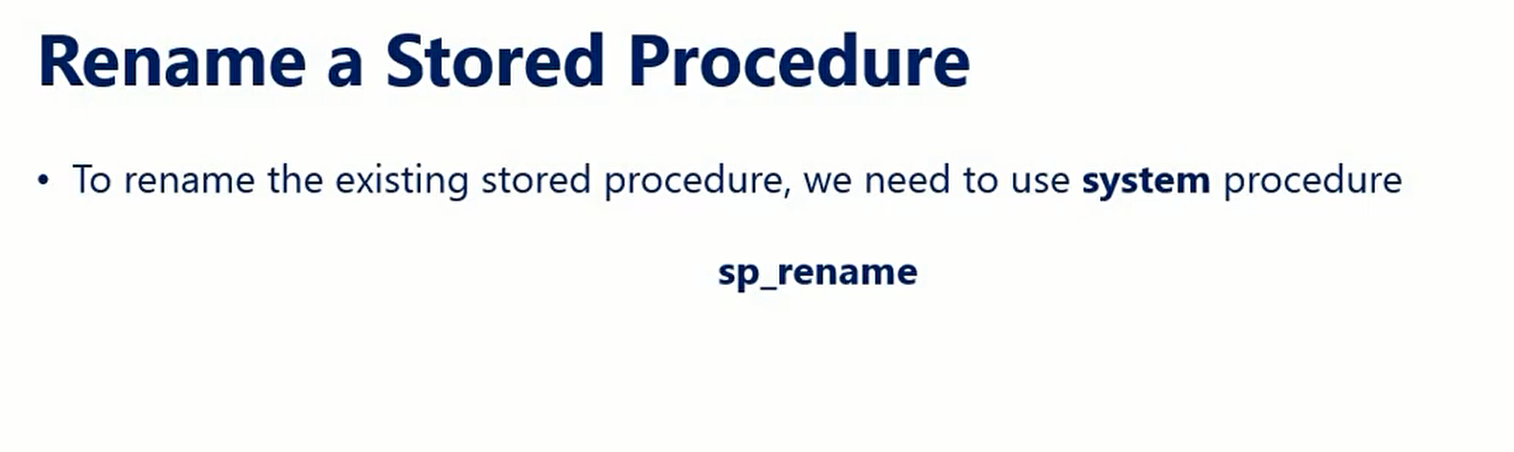 Rename a Stored Procedure
• To rename the existing stored procedure, we need to use system procedure
sp_rename